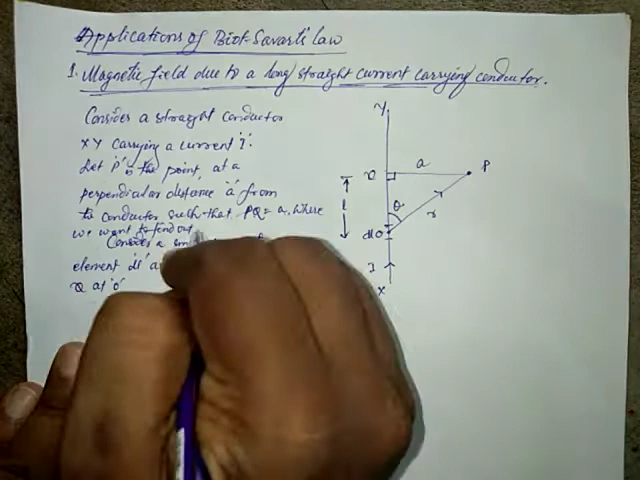 Applications of Biot-Savart's law
1. Magnetic field due to a long straight current carrying conductor.
Consider a straight conductor
XY carrying a current 'I'.
Let 'P' is the point, at a
perpendicular distance 'a' from
the conductor such that PQ = a, where
we want to find out
Consider a
element 'dl'
Q at 'O'
Y
a
P
l
θ
r
dl
O
I
X